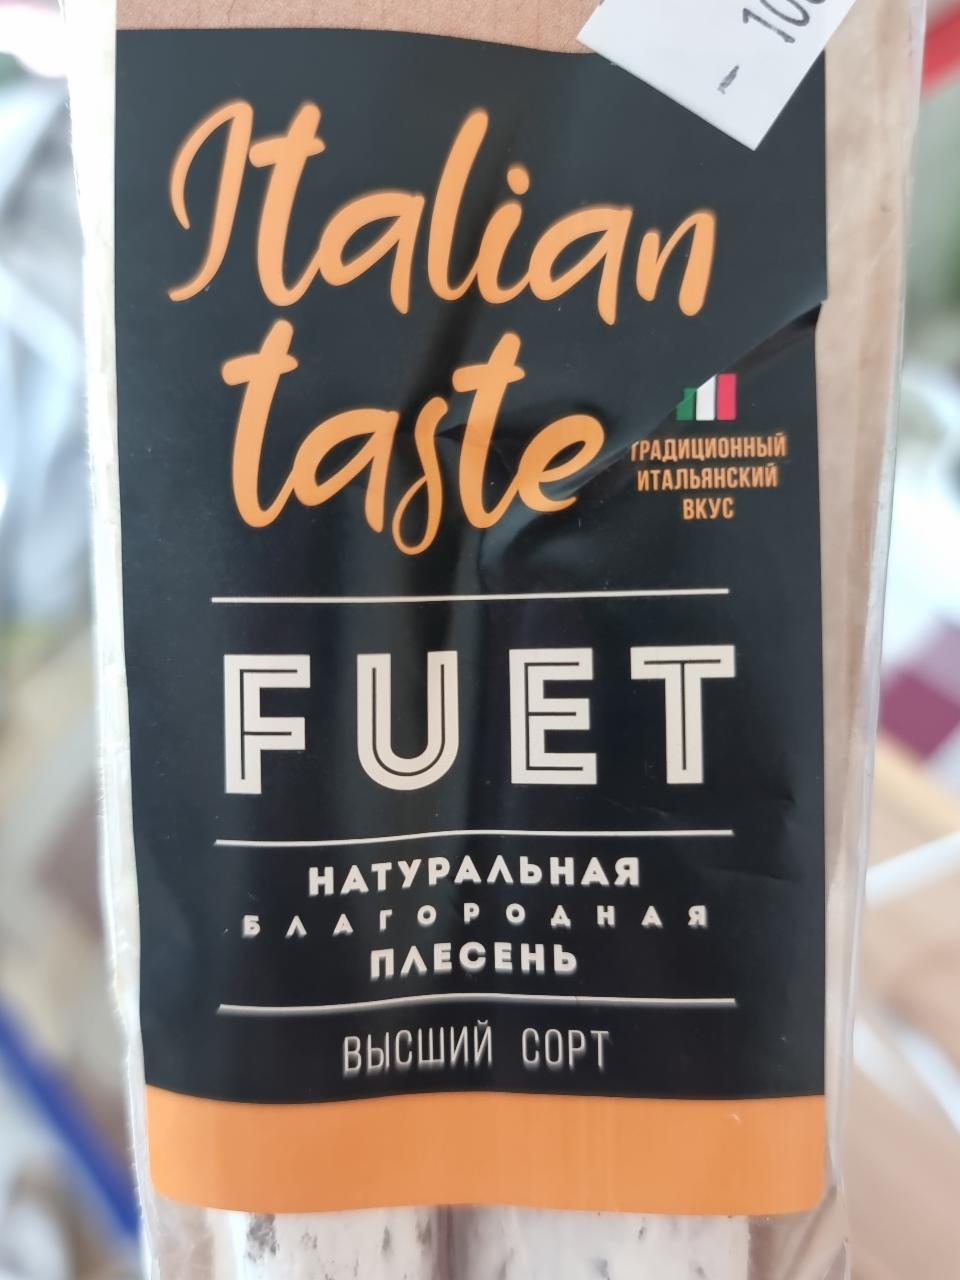 Italian
taste
ТРАДИЦИОННЫЙ
ИТАЛЬЯНСКИЙ
ВКУС
FUET
НАТУРАЛЬНАЯ
БЛАГОРОДНАЯ
ПЛЕСЕНЬ
ВЫСШИЙ СОРТ